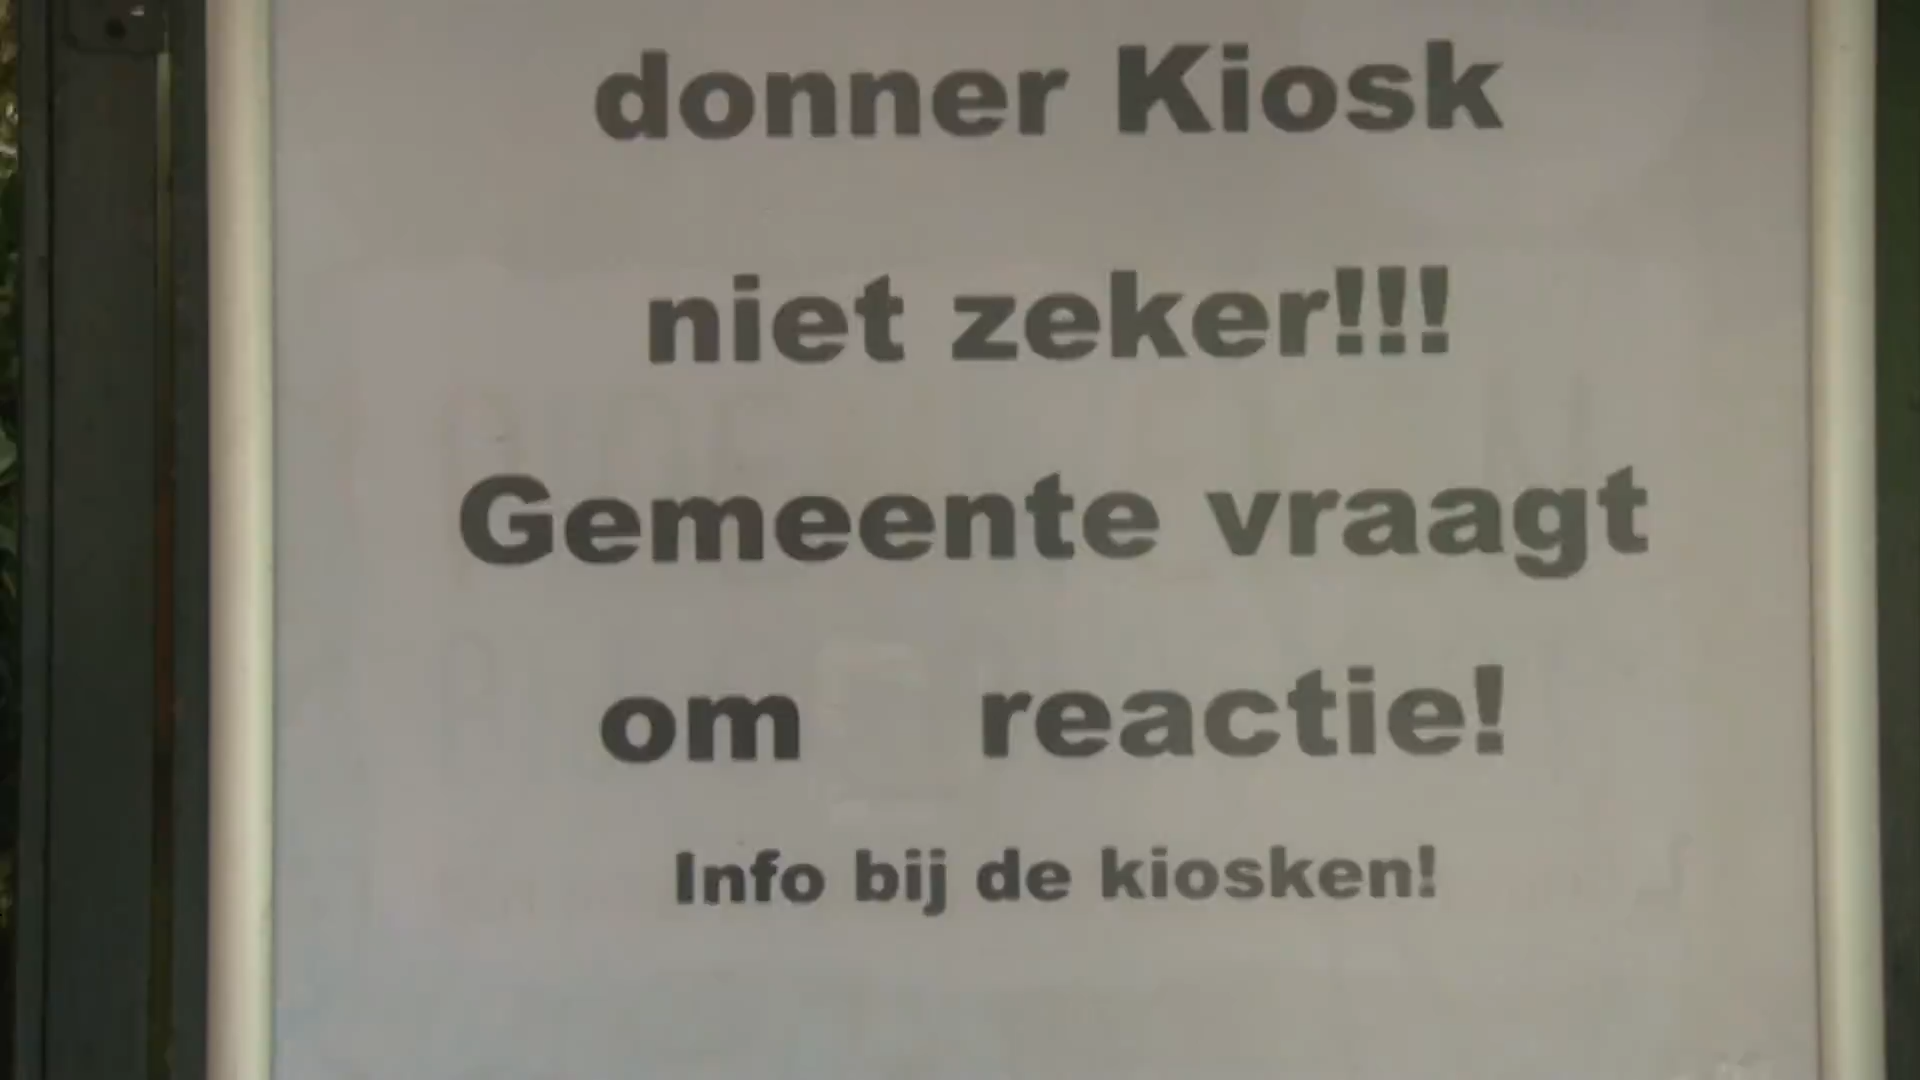 donner Kiosk
niet zeker!!!
Gemeente vraagt
om reactie!
Info bij de kiosken!